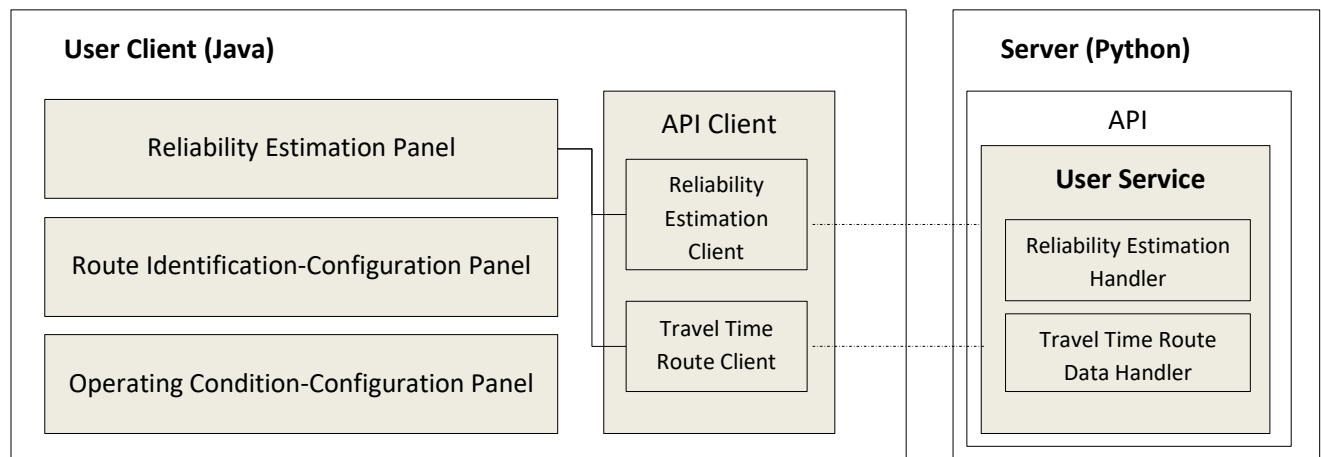 User Client (Java)
Reliability Estimation Panel
Route Identification-Configuration Panel
Operating Condition-Configuration Panel
API Client
Reliability
Estimation
Client
Travel Time
Route Client
Server (Python)
API
User Service
Reliability Estimation
Handler
Travel Time Route
Data Handler